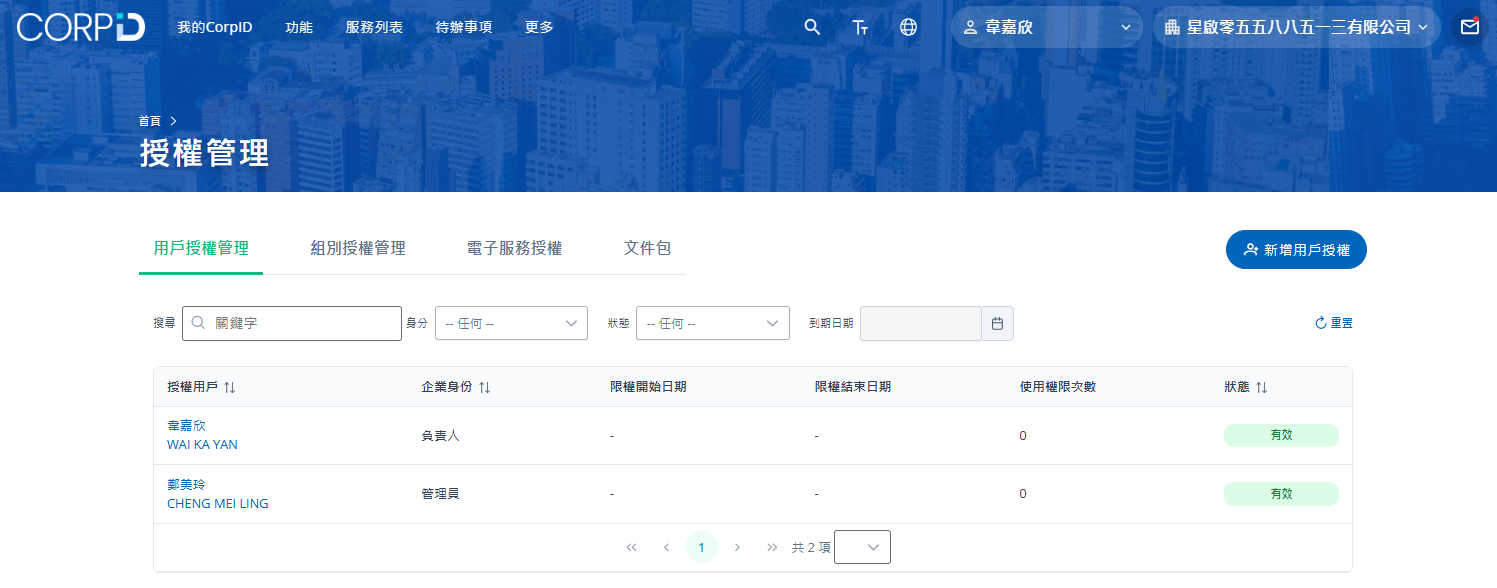 CORPiD 我的CorpID 功能 服務列表 待辦事項 更多 韋嘉欣 星啟零五五八八五一三有限公司
首頁
授權管理
用戶授權管理 組別授權管理 電子服務授權 文件包 新增用戶授權
搜尋 關鍵字 身分 -- 任何 -- 狀態 -- 任何 -- 到期日期 重置
授權用戶 企業身份 限權開始日期 限權結束日期 使用權限次數 狀態
韋嘉欣
WAI KA YAN 負責人 - - 0 有效
鄭美玲
CHENG MEI LING 管理員 - - 0 有效
1 共 2 項